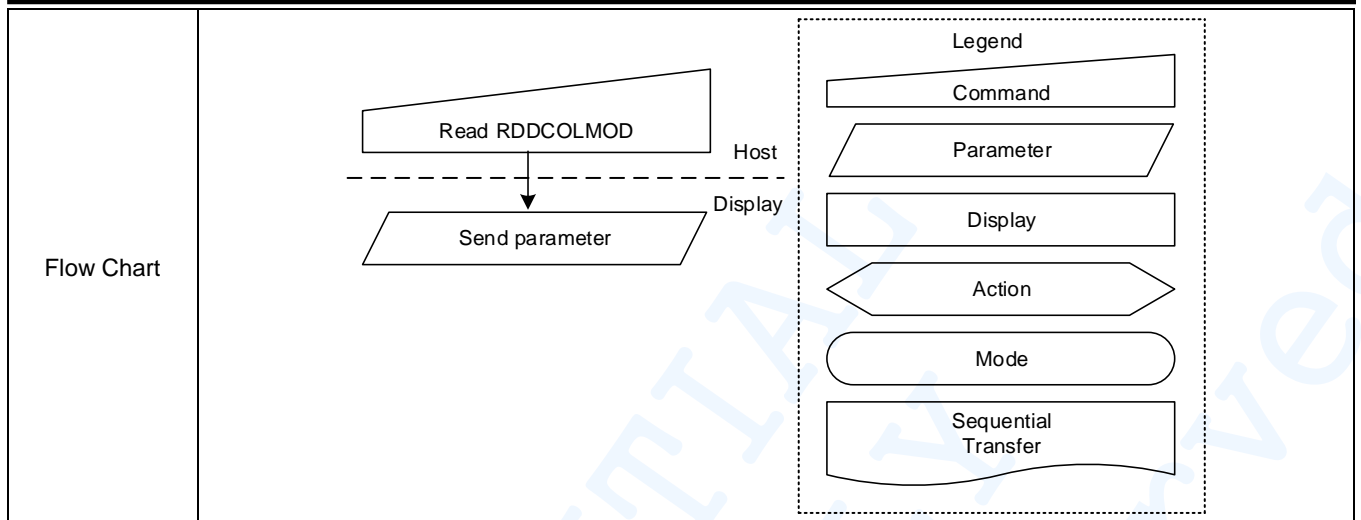 Flow Chart
Read RDDCOLMOD
Host
Display
Send parameter
Legend
Command
Parameter
Display
Action
Mode
Sequential
Transfer